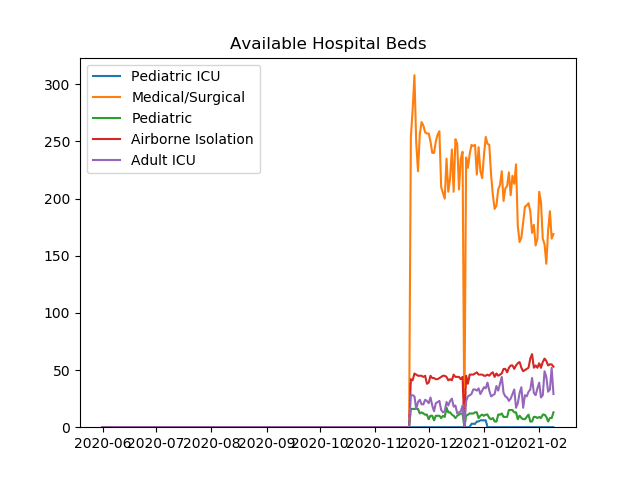 Available Hospital Beds
Pediatric ICU
Medical/Surgical
Pediatric
Airborne Isolation
Adult ICU
300
250
200
150
100
50
0
2020-06 2020-07 2020-08 2020-09 2020-10 2020-11 2020-12 2021-01 2021-02